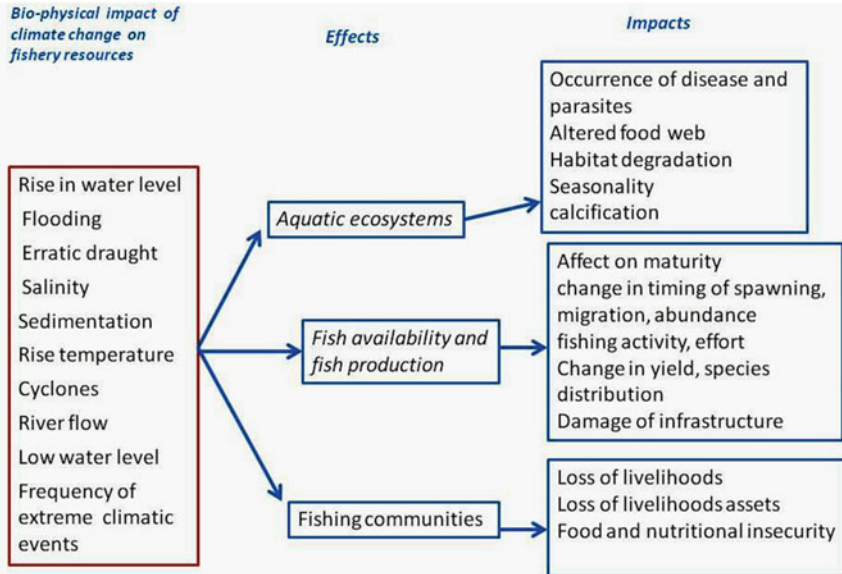 Bio-physical impact of
climate change on
fishery resources
Effects
Impacts
Rise in water level
Flooding
Erratic draught
Salinity
Sedimentation
Rise temperature
Cyclones
River flow
Low water level
Frequency of
extreme climatic
events
Aquatic ecosystems
Fish availability and
fish production
Fishing communities
Occurrence of disease and
parasites
Altered food web
Habitat degradation
Seasonality
calcification
Affect on maturity
change in timing of spawning,
migration, abundance
fishing activity, effort
Change in yield, species
distribution
Damage of infrastructure
Loss of livelihoods
Loss of livelihoods assets
Food and nutritional insecurity